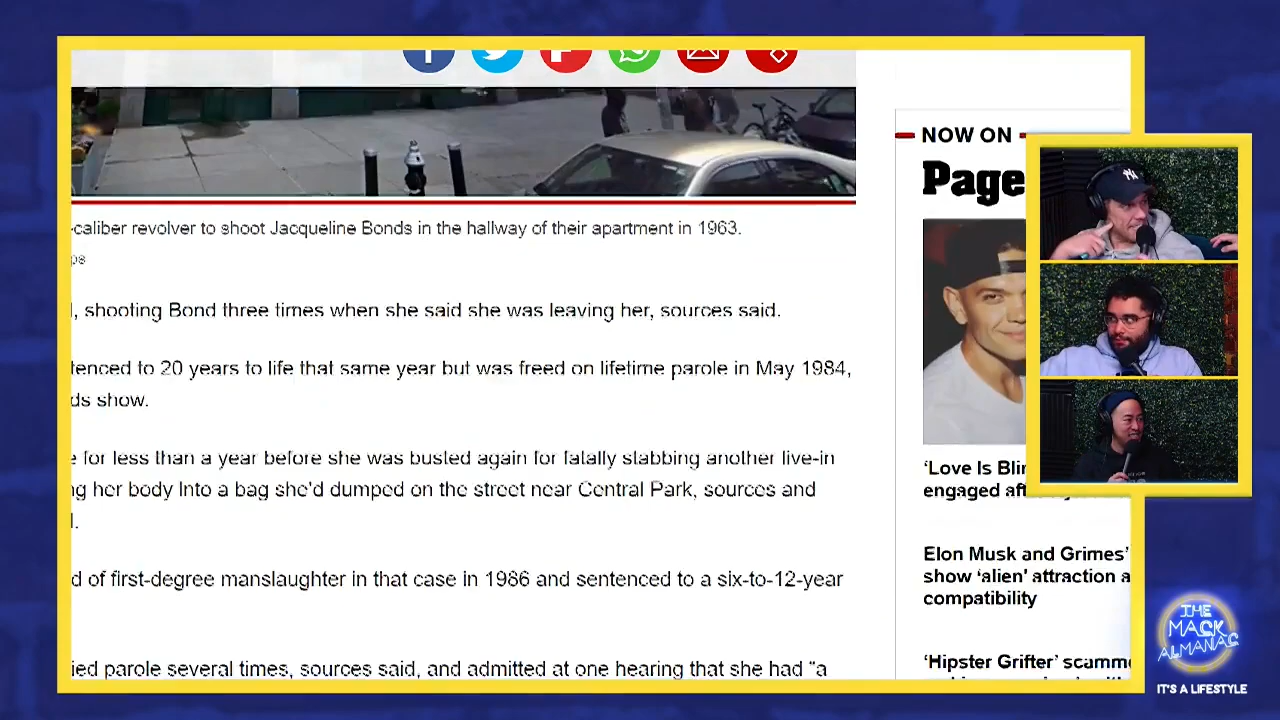 -caliber revolver to shoot Jacqueline Bonds in the hallway of their apartment in 1963.
ps
, shooting Bond three times when she said she was leaving her, sources said.
tenced to 20 years to life that same year but was freed on lifetime parole in May 1984,
ds show.
e for less than a year before she was busted again for fatally stabbing another live-in
ng her body into a bag she'd dumped on the street near Central Park, sources and
d of first-degree manslaughter in that case in 1986 and sentenced to a six-to-12-year
ied parole several times, sources said, and admitted at one hearing that she had "a
NOW ON
Page
'Love Is Blin
engaged aft
Elon Musk and Grimes'
show 'alien' attraction a
compatibility
'Hipster Grifter' scamme
NY
THE
MACK
ALMANAC
IT'S A LIFESTYLE